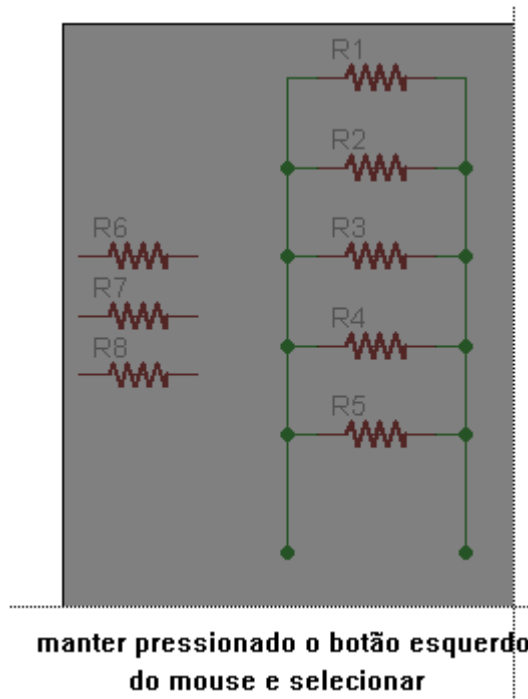 R1
R2
R3
R4
R5
R6
R7
R8
manter pressionado o botão esquerdo
do mouse e selecionar